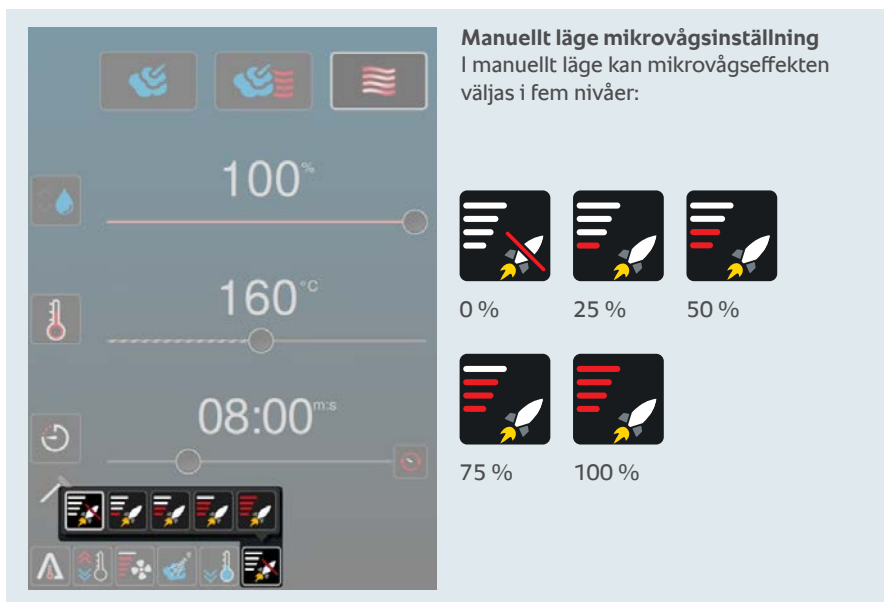 Manuellt läge mikrovågsinställning
I manuellt läge kan mikrovågseffekten
väljas i fem nivåer:
100%
160°C
08:00m:s
0 % 25 % 50 %
75 % 100 %